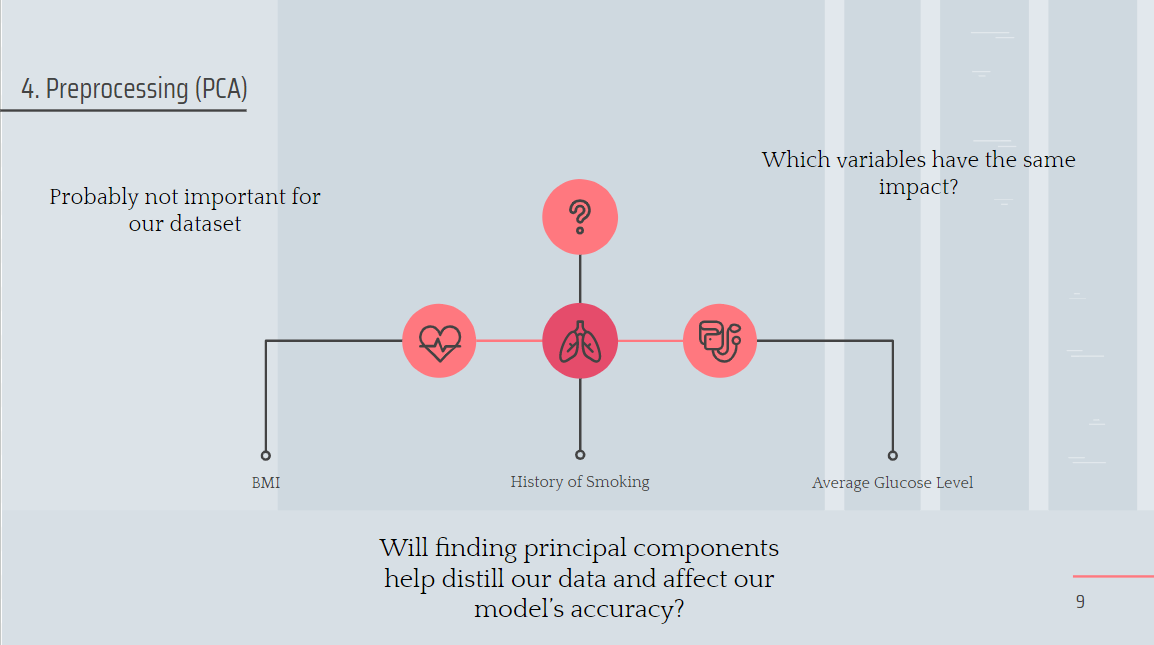 4. Preprocessing (PCA)
Probably not important for
our dataset
Which variables have the same
impact?
?
BMI
History of Smoking
Average Glucose Level
Will finding principal components
help distill our data and affect our
model’s accuracy?
9